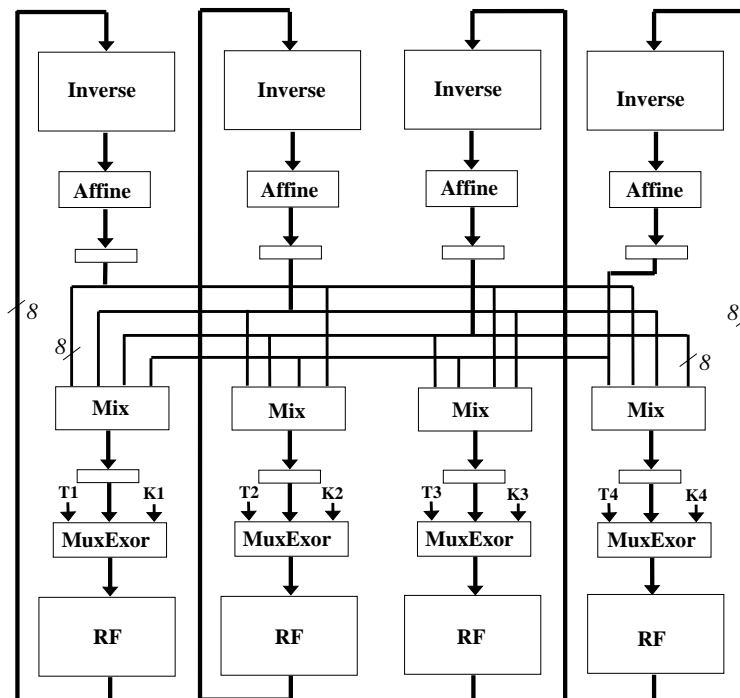 Inverse Inverse Inverse Inverse
Affine Affine Affine Affine
8 8
8 8
Mix Mix Mix Mix
T1 K1 T2 K2 T3 K3 T4 K4
MuxExor MuxExor MuxExor MuxExor
RF RF RF RF